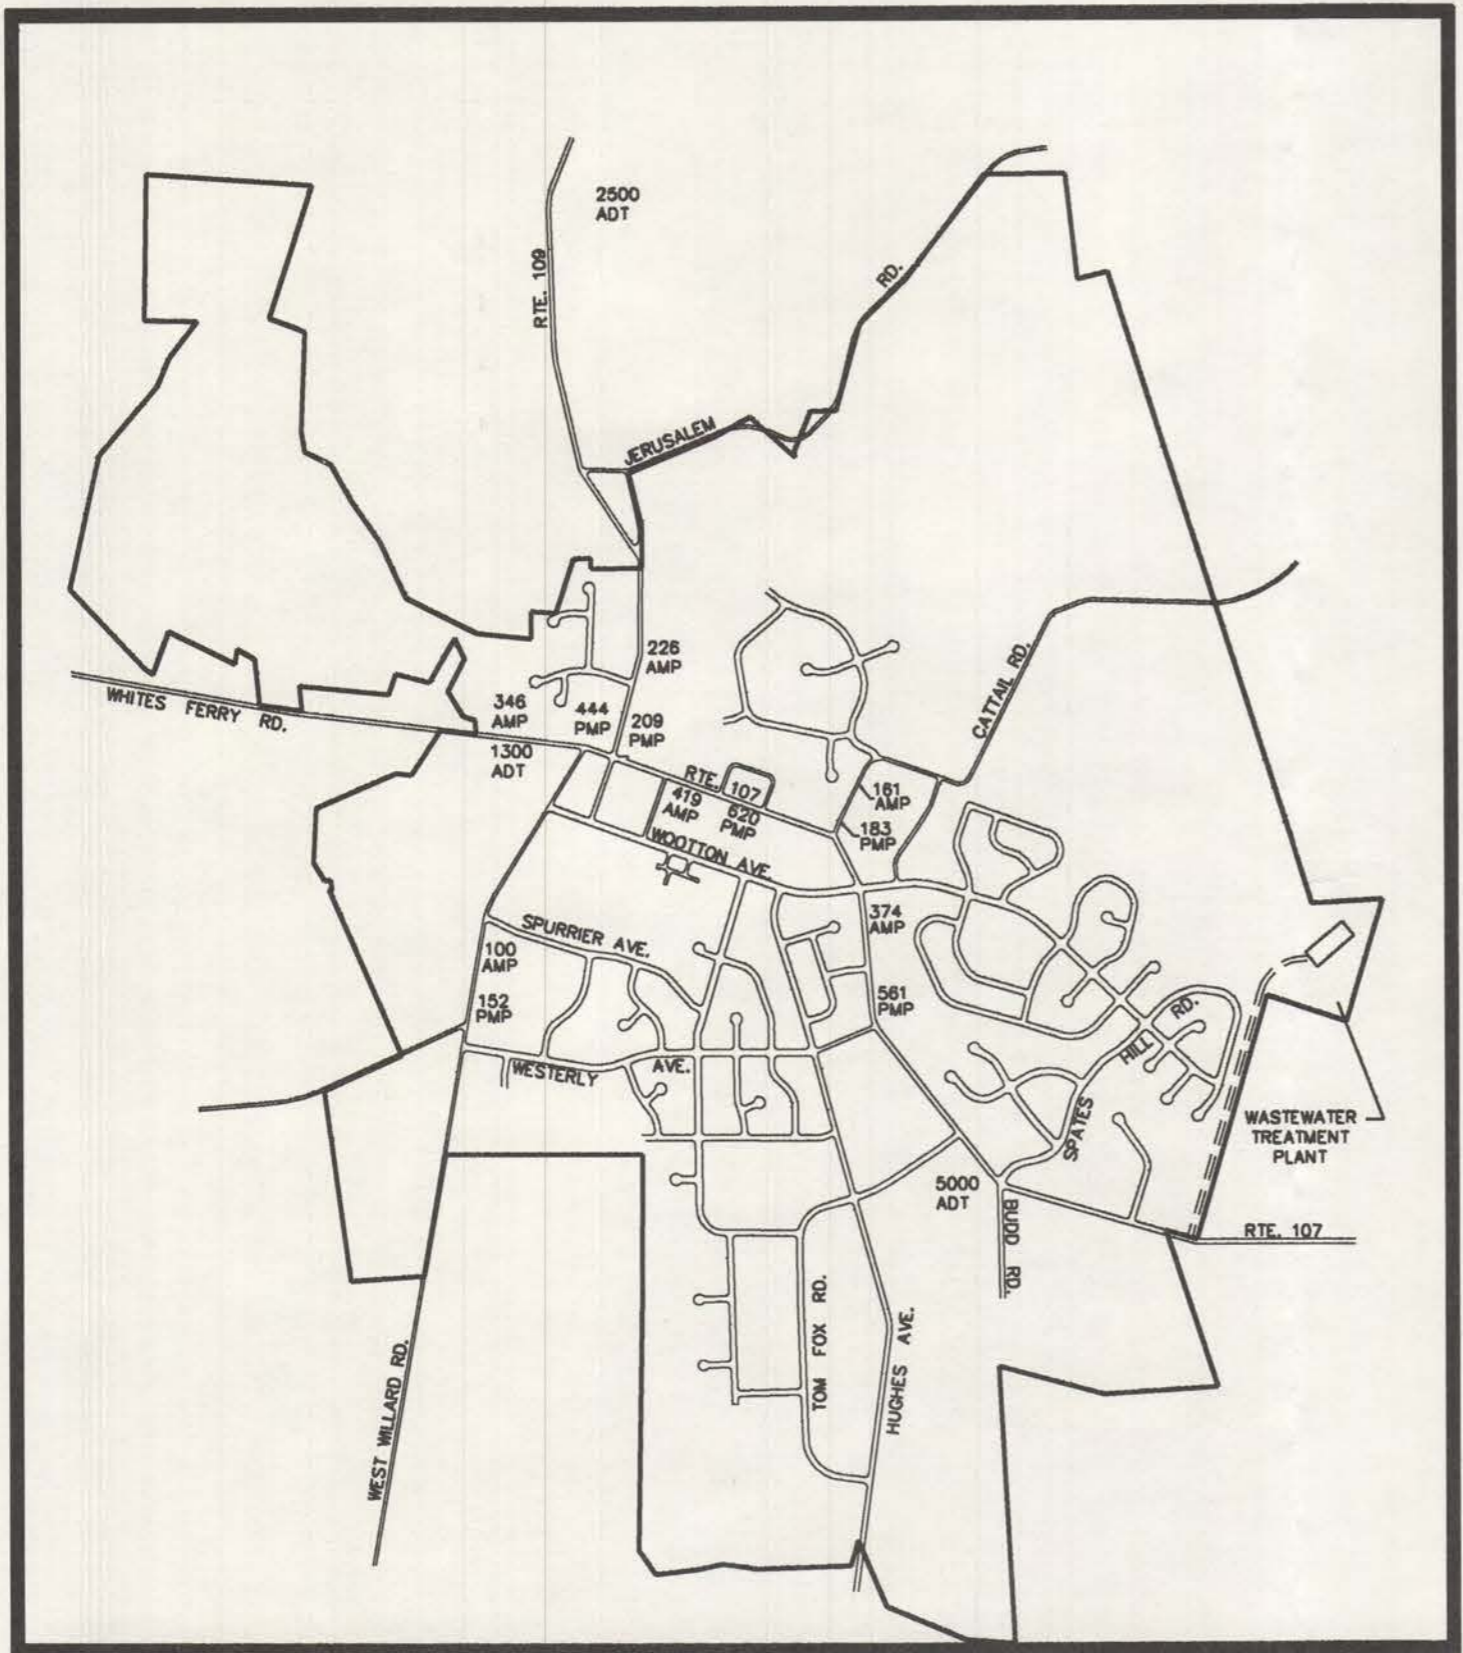 2500
ADT
RTE. 109
RD.
JERUSALEM
226
AMP
WHITES FERRY RD.
346
AMP
444
PMP
209
PMP
1300
ADT
CATTAIL RD.
RTE. 107
419
AMP
620
PMP
161
AMP
183
PMP
WOOTTON AVE.
374
AMP
SPURRIER AVE.
100
AMP
152
PMP
561
PMP
WESTERLY AVE.
SPATES HILL RD.
WASTEWATER
TREATMENT
PLANT
5000
ADT
BUDD RD.
RTE. 107
TOM FOX RD.
HUGHES AVE.
WEST WILLARD RD.